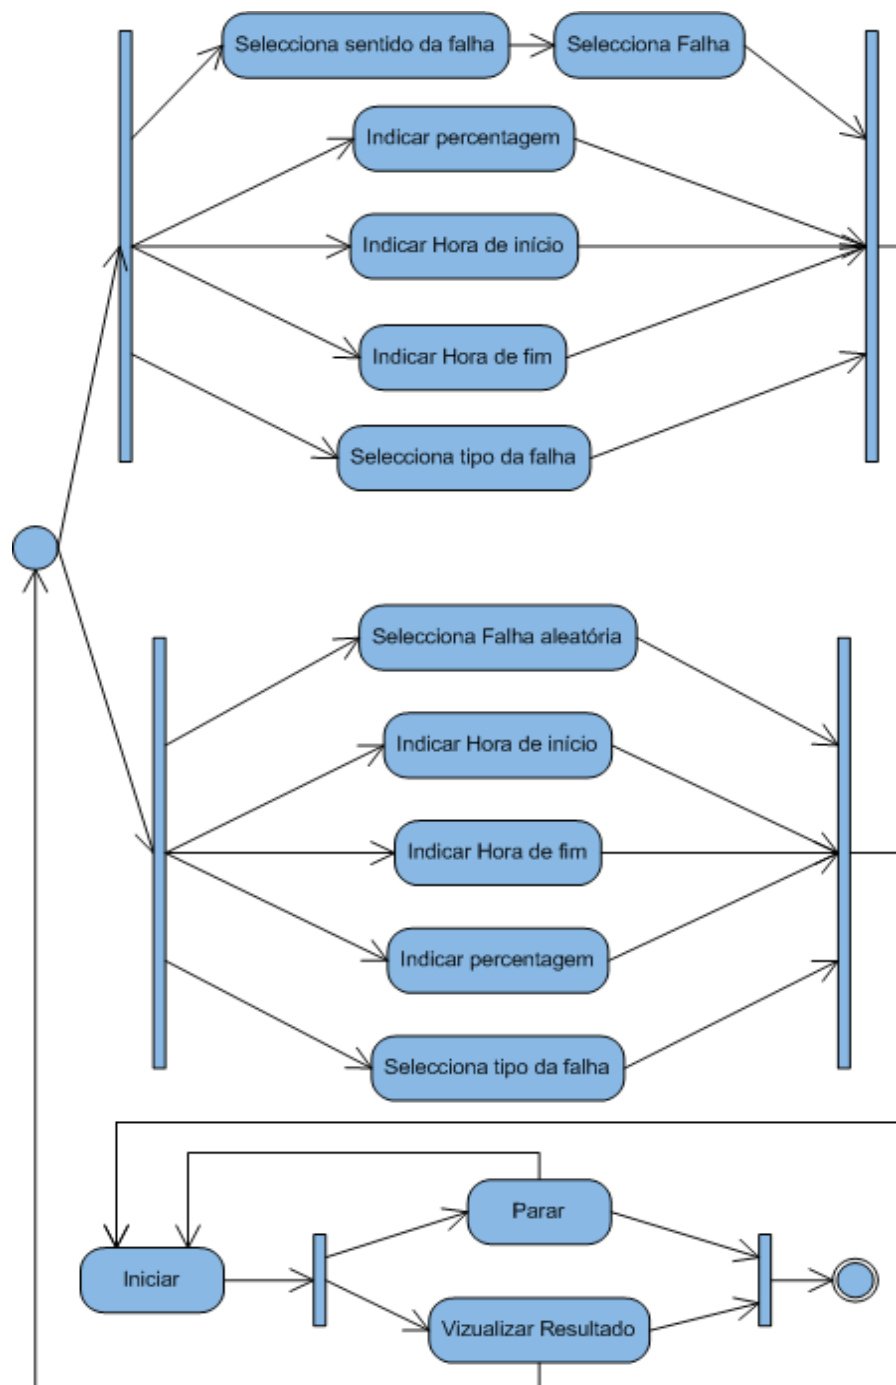 Selecciona sentido da falha
Selecciona Falha
Indicar percentagem
Indicar Hora de início
Indicar Hora de fim
Selecciona tipo da falha
Selecciona Falha aleatória
Indicar Hora de início
Indicar Hora de fim
Indicar percentagem
Selecciona tipo da falha
Parar
Iniciar
Vizualizar Resultado